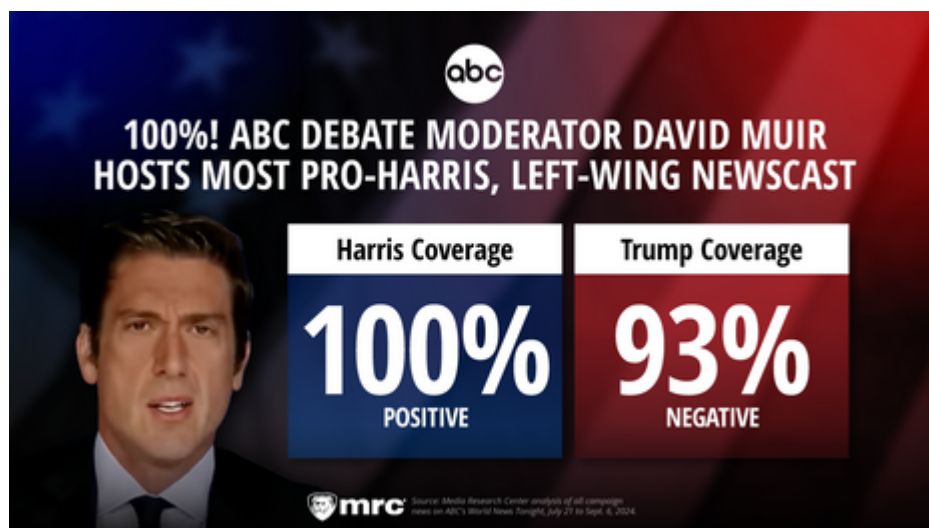 abc
100%! ABC DEBATE MODERATOR DAVID MUIR
HOSTS MOST PRO-HARRIS, LEFT-WING NEWSCAST
Harris Coverage
Trump Coverage
100%
93%
POSITIVE
NEGATIVE
mrc
Source: Media Research Center analysis of all campaign
news on ABC's World News Tonight, July 21 to Sept. 6, 2024.